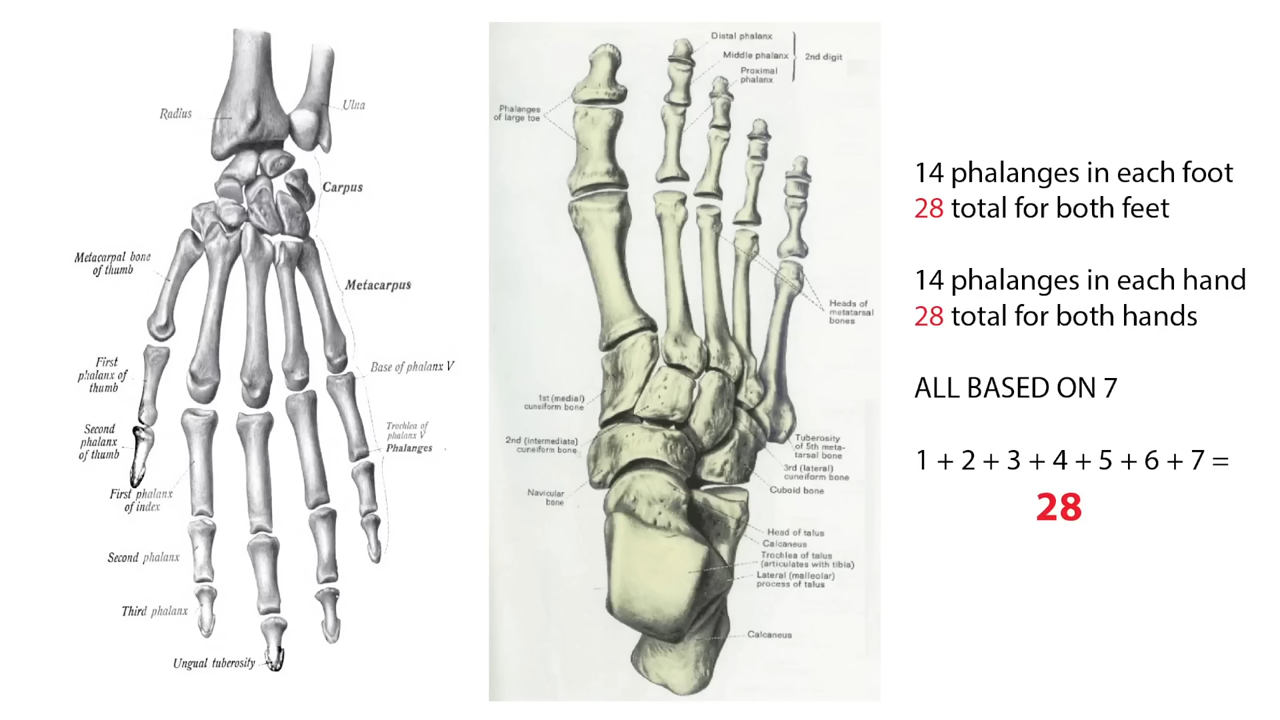 Radius
Ulna
Carpus
Metacarpal bone
of thumb
Metacarpus
First
phalanx of
thumb
Base of phalanx V
Second
phalanx
of thumb
Trochlea of
phalanx V
Phalanges
First phalanx
of index
Second phalanx
Third phalanx
Ungual tuberosity
Distal phalanx
Middle phalanx
2nd digit
Proximal
phalanx
Phalanges
of large toe
Heads of
metatarsal
bones
1st (medial)
cuneiform bone
2nd (intermediate)
cuneiform bone
Tuberosity
of 5th meta-
tarsal bone
3rd (lateral)
cuneiform bone
Cuboid bone
Navicular
bone
Head of talus
Calcaneus
Trochlea of talus
(articulates with tibia)
Lateral (malleolar)
process of talus
Calcaneus
14 phalanges in each foot
28 total for both feet
14 phalanges in each hand
28 total for both hands
ALL BASED ON 7
1 + 2 + 3 + 4 + 5 + 6 + 7 =
28